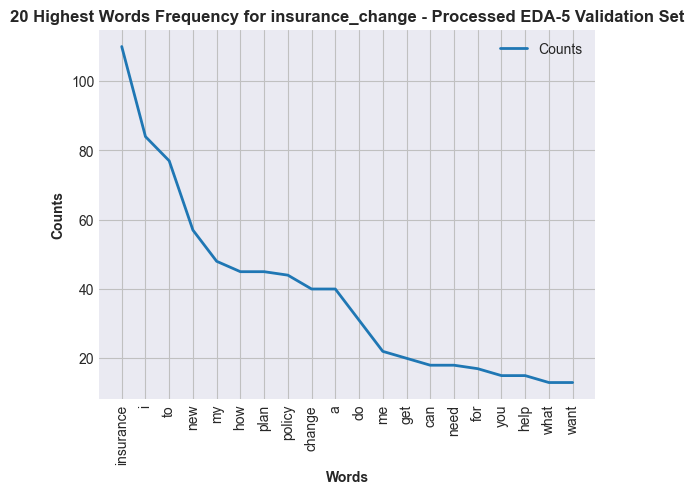 20 Highest Words Frequency for insurance_change - Processed EDA-5 Validation Set
Counts
100
80
60
40
20
Counts
insurance
i
to
new
my
how
plan
policy
change
a
do
me
get
can
need
for
you
help
what
want
Words